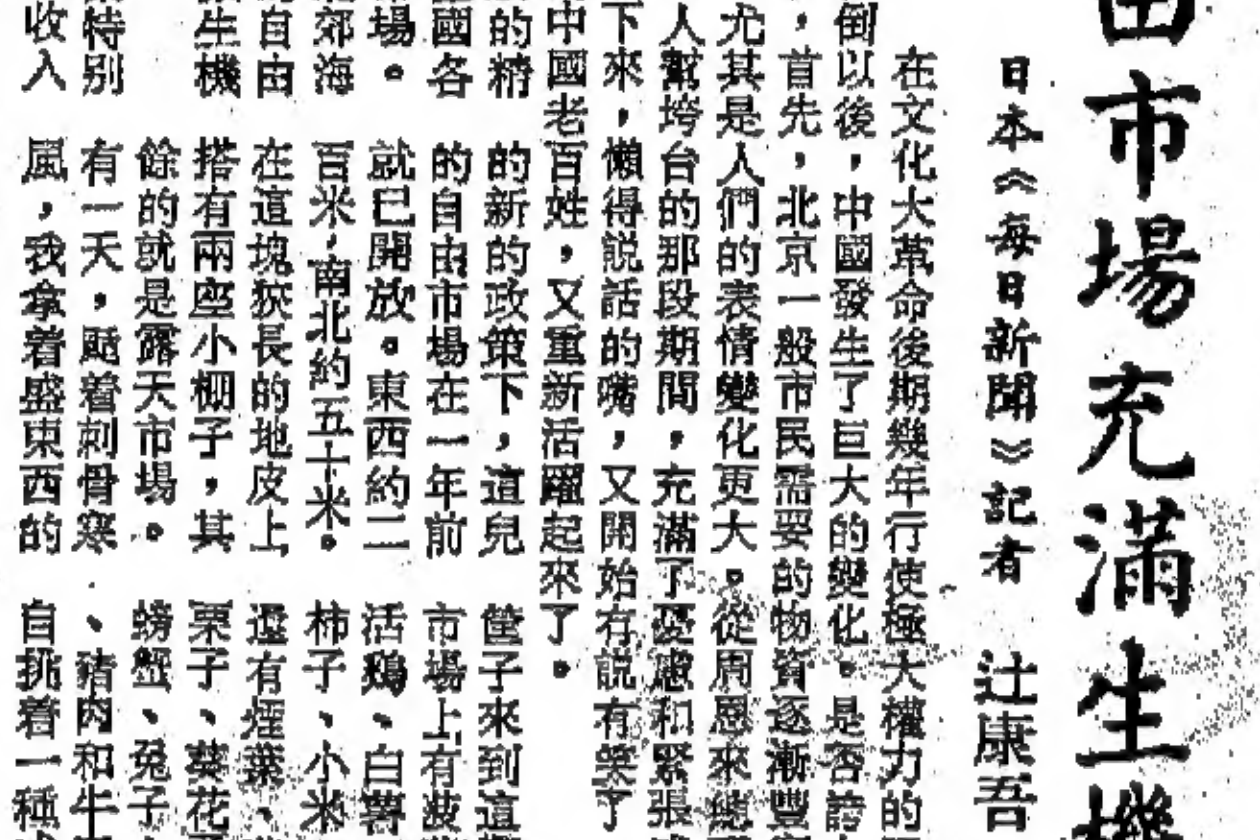 由市場充滿生機
日本《每日新聞》記者 辻康吾
在文化大革命後期幾年行使極大權力的
倒以後，中國發生了巨大的變化。是否誇
，首先，北京一般市民需要的物資逐漸豐
尤其是人們的表情變化更大。從周恩來總
人幫垮台的那段期間，充滿了憂慮和緊張
下來，懶得説話的嘴，又開始有説有笑了
中國老百姓，又重新活躍起來了。
的精
國各
場。
郊海
自由
生機
特別
收入
的新的政策下，這兒
的自由市場在一年前
就已開放。東西約二
百米，南北約五十米。
在這塊狹長的地皮上
搭有兩座小棚子，其
餘的就是露天市場。
有一天，颳着刺骨寒
風，我拿着盛東西的
筐子來到這
市場上有菠
活鷄、白薯
柿子、小米
還有煙葉、
栗子、葵花
螃蟹、兔子
、豬肉和牛
自挑着一種